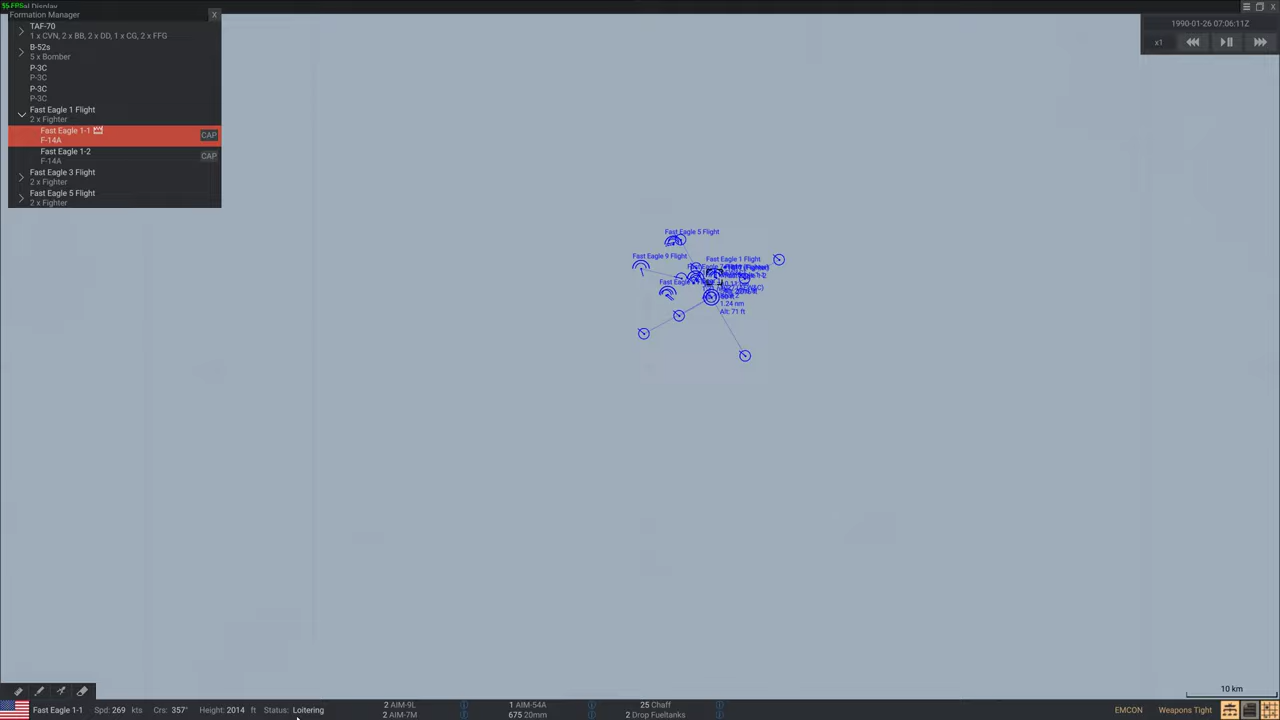 55 FPS
al Display
Formation Manager
X
TAF-70
1 x CVN, 2 x BB, 2 x DD, 1 x CG, 2 x FFG
B-52s
5 x Bomber
P-3C
P-3C
P-3C
P-3C
Fast Eagle 1 Flight
2 x Fighter
Fast Eagle 1-1
F-14A
CAP
Fast Eagle 1-2
F-14A
CAP
Fast Eagle 3 Flight
2 x Fighter
Fast Eagle 5 Flight
2 x Fighter
1990-01-26 07:06:11Z
x1
Fast Eagle 5 Flight
Fast Eagle 9 Flight
Fast Eagle 1 Flight
1.24 nm
Alt: 71 ft
10 km
Fast Eagle 1-1 Spd: 269 kts Crs: 357° Height: 2014 ft Status: Loitering
2 AIM-9L
2 AIM-7M
1 AIM-54A
675 20mm
25 Chaff
2 Drop Fueltanks
EMCON Weapons Tight